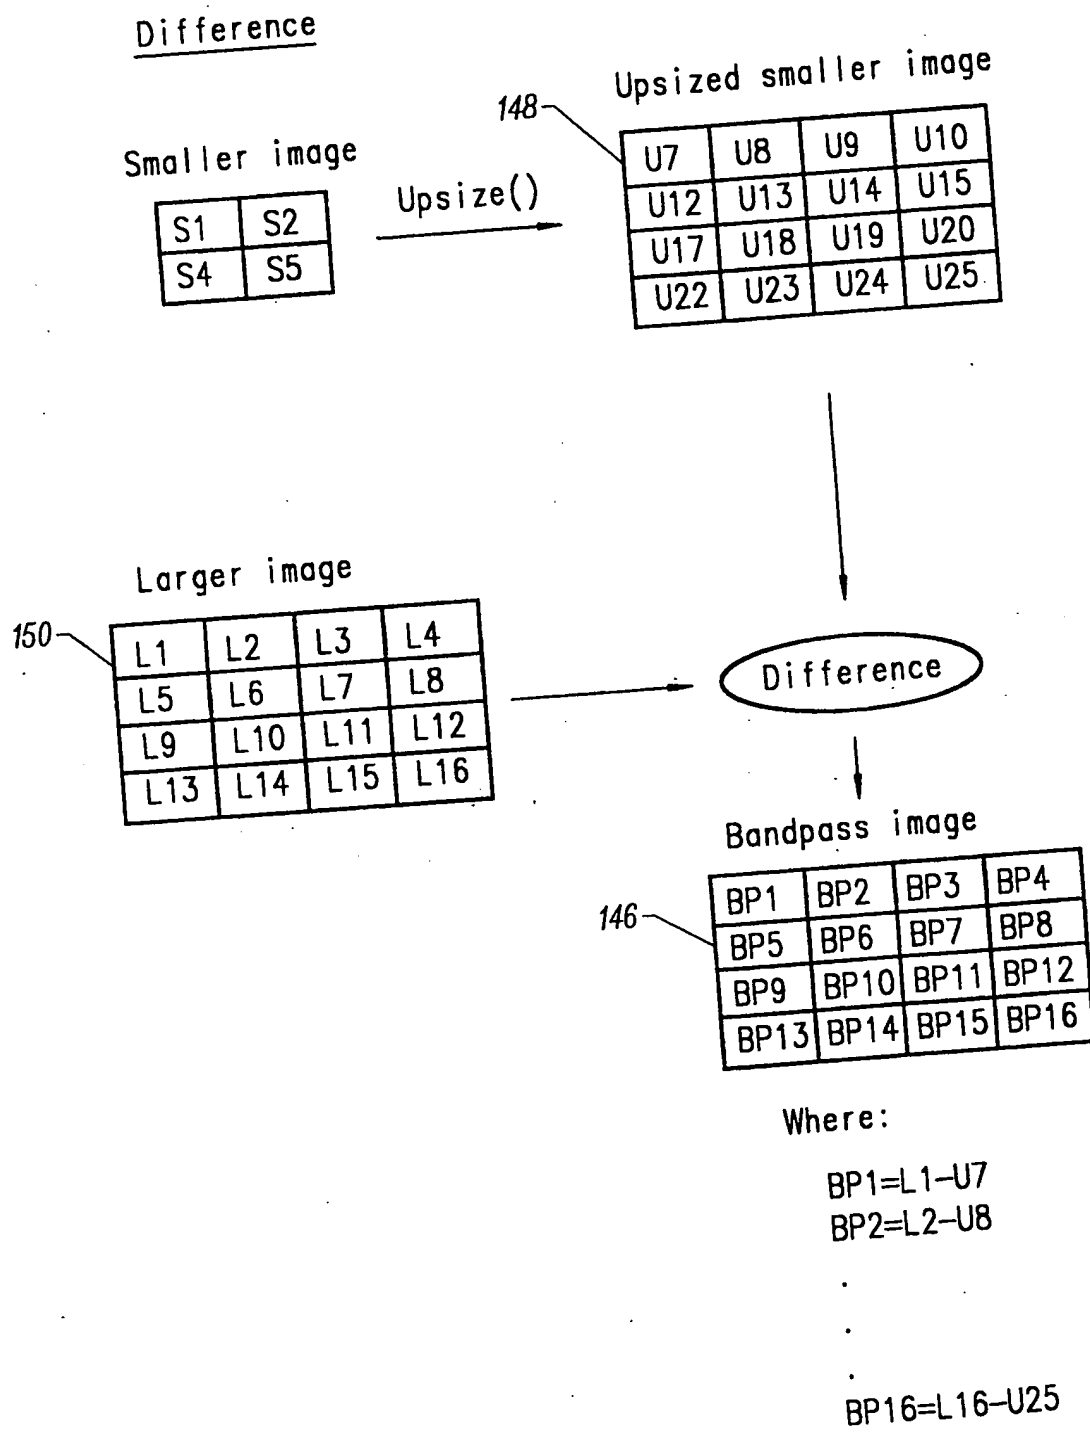 Difference
Smaller image
S1 S2
S4 S5
Upsize()
Upsized smaller image
148
U7 U8 U9 U10
U12 U13 U14 U15
U17 U18 U19 U20
U22 U23 U24 U25
Larger image
150
L1 L2 L3 L4
L5 L6 L7 L8
L9 L10 L11 L12
L13 L14 L15 L16
Difference
Bandpass image
146
BP1 BP2 BP3 BP4
BP5 BP6 BP7 BP8
BP9 BP10 BP11 BP12
BP13 BP14 BP15 BP16
Where:
BP1=L1-U7
BP2=L2-U8
.
.
.
BP16=L16-U25